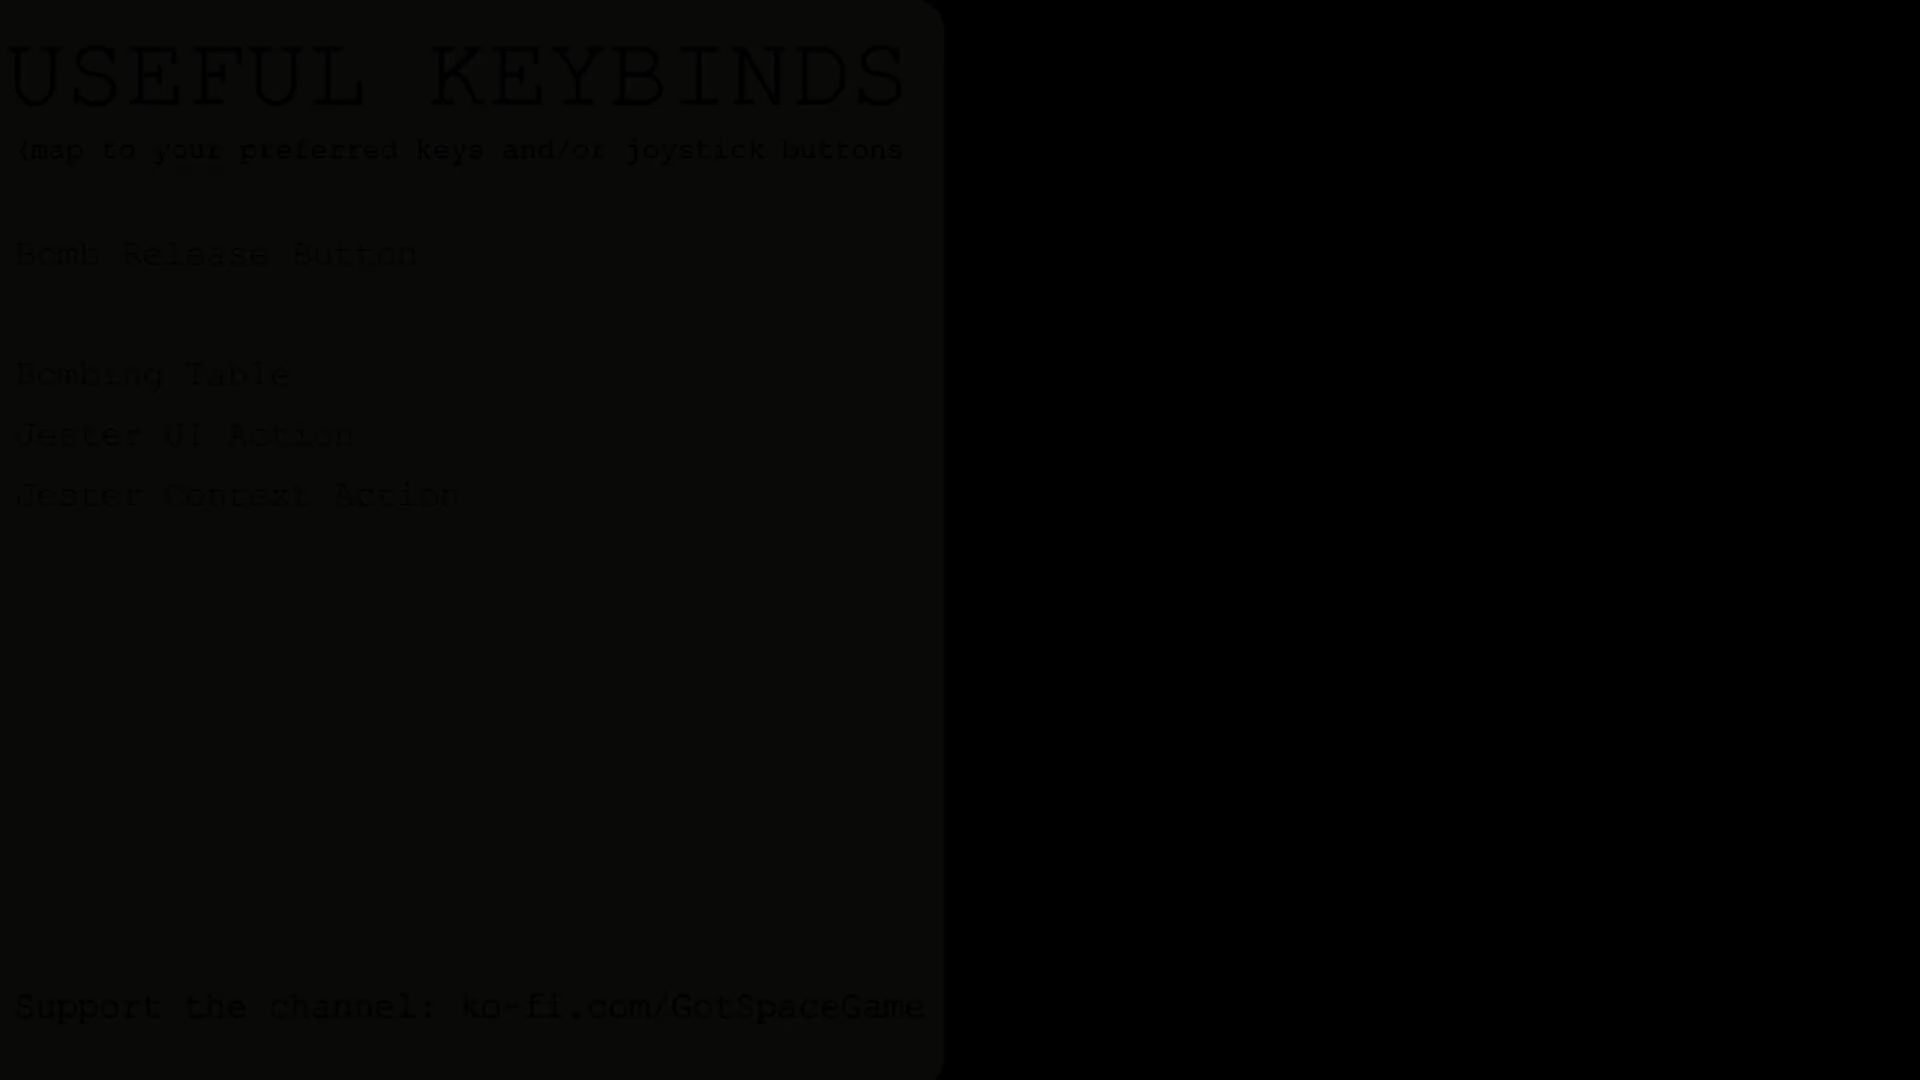 USEFUL KEYBINDS
(map to your preferred keys and/or joystick buttons
Bomb Release Button
Bombing Table
Jester UI Action
Jester Context Action
Support the channel: ko-fi.com/GotSpaceGame